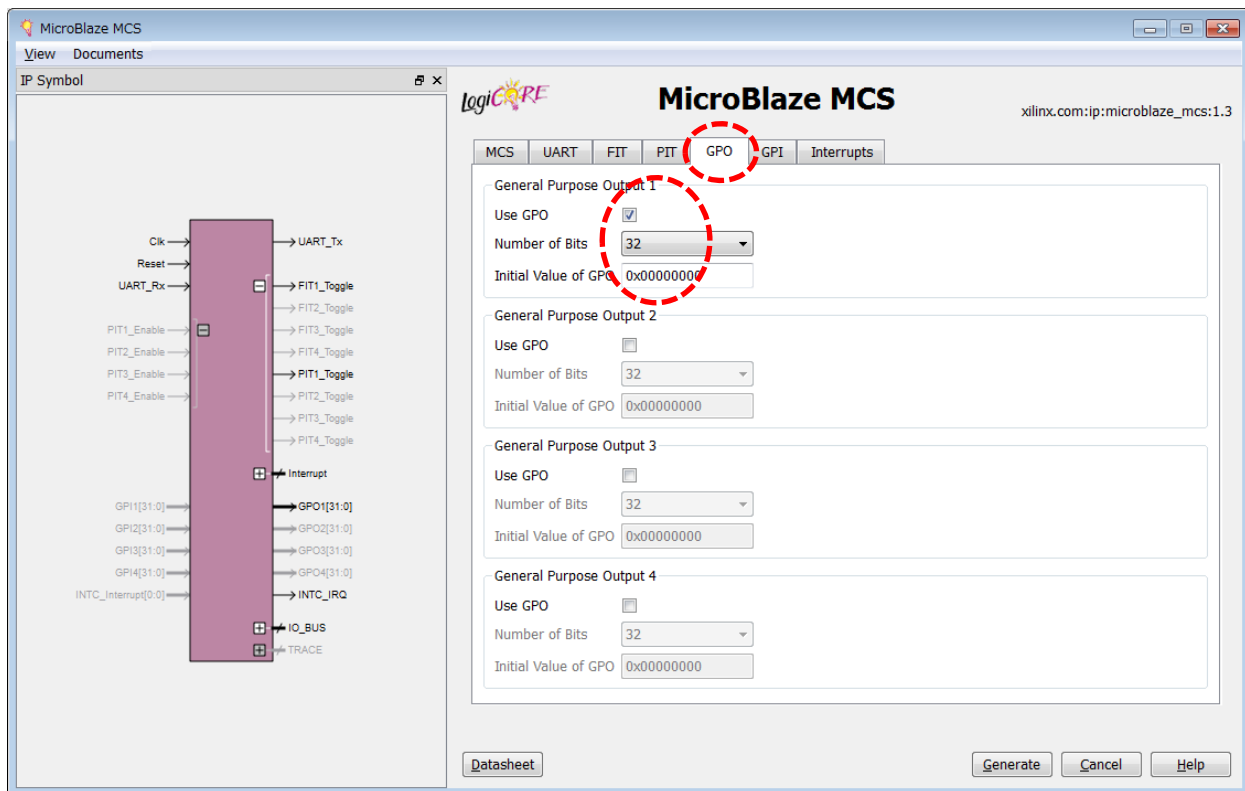 MicroBlaze MCS
View Documents
IP Symbol
Clk
Reset
UART_Rx
PIT1_Enable
PIT2_Enable
PIT3_Enable
PIT4_Enable
GPI1[31:0]
GPI2[31:0]
GPI3[31:0]
GPI4[31:0]
INTC_Interrupt[0:0]
UART_Tx
FIT1_Toggle
FIT2_Toggle
FIT3_Toggle
FIT4_Toggle
PIT1_Toggle
PIT2_Toggle
PIT3_Toggle
PIT4_Toggle
Interrupt
GPO1[31:0]
GPO2[31:0]
GPO3[31:0]
GPO4[31:0]
INTC_IRQ
IO_BUS
TRACE
logiCORE
MicroBlaze MCS
xilinx.com:ip:microblaze_mcs:1.3
MCS UART FIT PIT GPO GPI Interrupts
General Purpose Output 1
Use GPO
Number of Bits 32
Initial Value of GPO 0x00000000
General Purpose Output 2
Use GPO
Number of Bits 32
Initial Value of GPO 0x00000000
General Purpose Output 3
Use GPO
Number of Bits 32
Initial Value of GPO 0x00000000
General Purpose Output 4
Use GPO
Number of Bits 32
Initial Value of GPO 0x00000000
Datasheet Generate Cancel Help